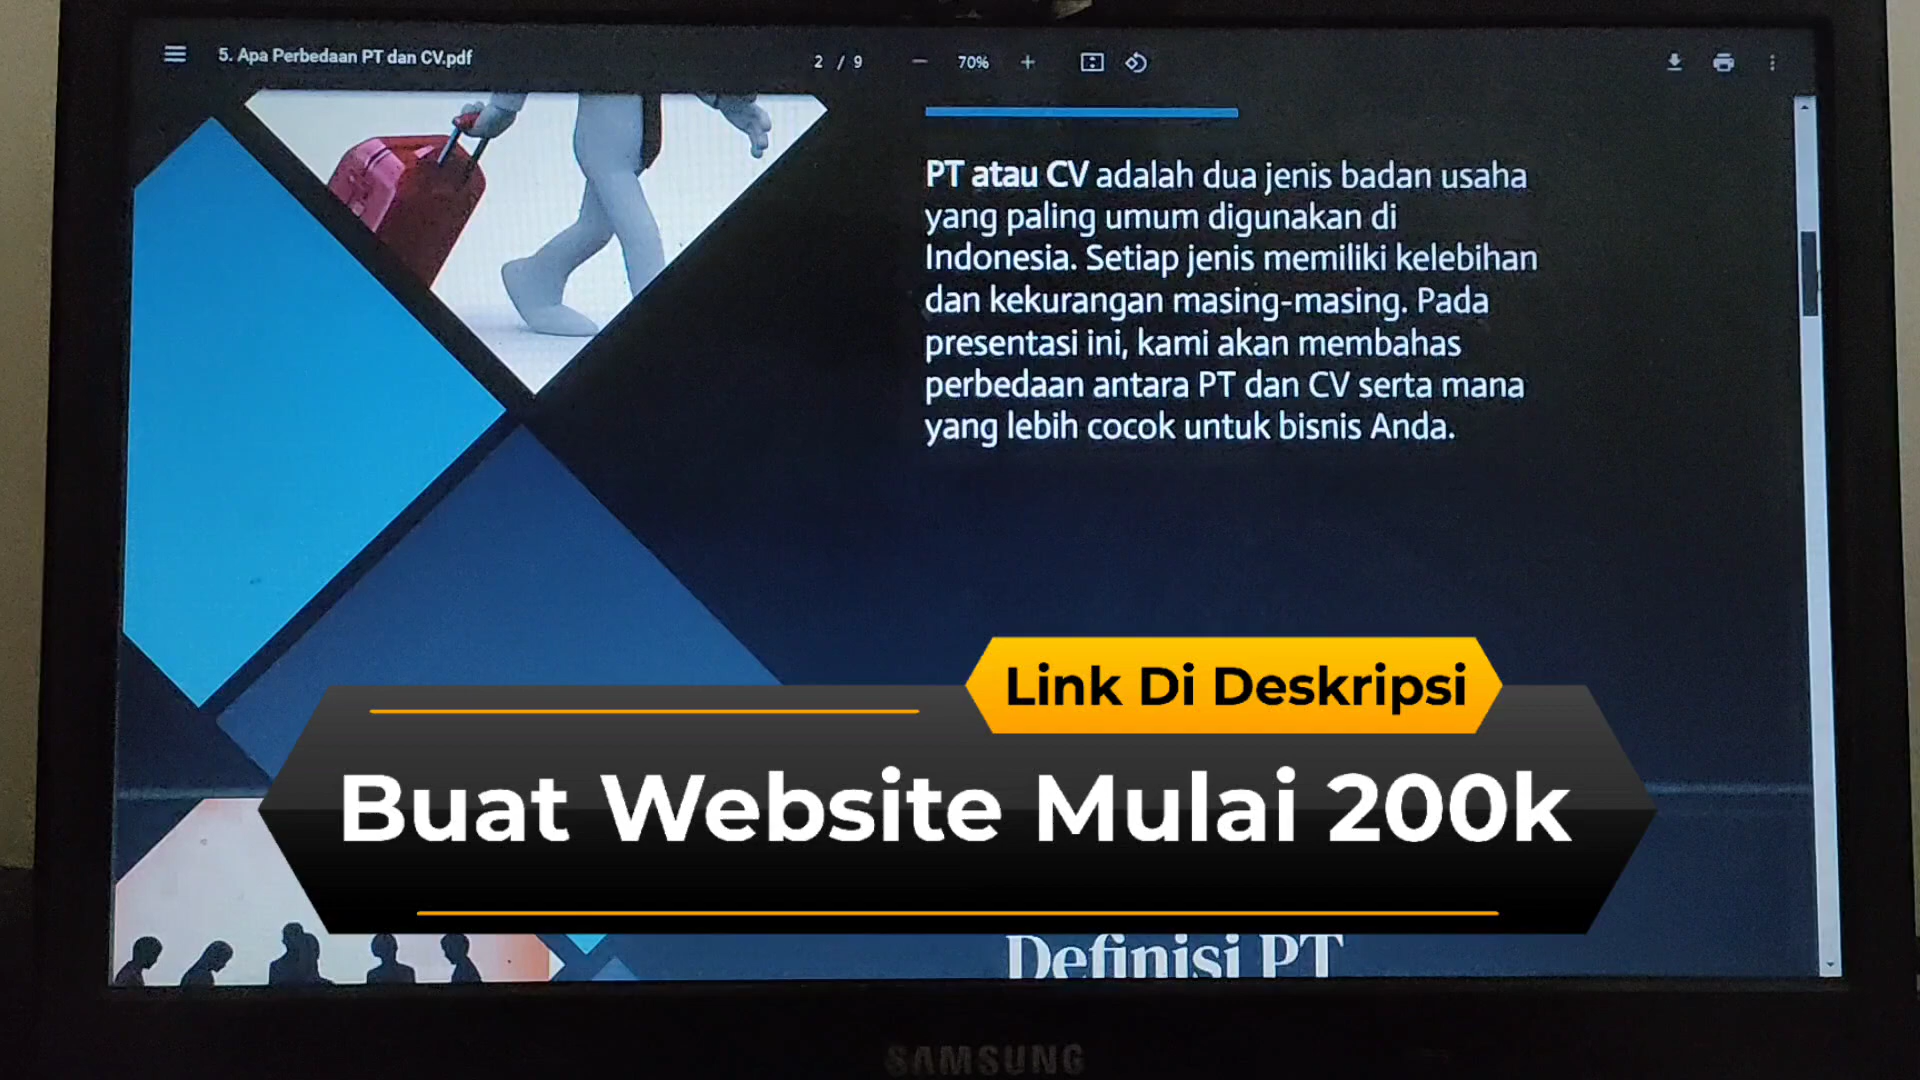 5. Apa Perbedaan PT dan CV.pdf
2 / 9
70%
PT atau CV adalah dua jenis badan usaha
yang paling umum digunakan di
Indonesia. Setiap jenis memiliki kelebihan
dan kekurangan masing-masing. Pada
presentasi ini, kami akan membahas
perbedaan antara PT dan CV serta mana
yang lebih cocok untuk bisnis Anda.
Link Di Deskripsi
Buat Website Mulai 200k
Definisi PT
SAMSUNG